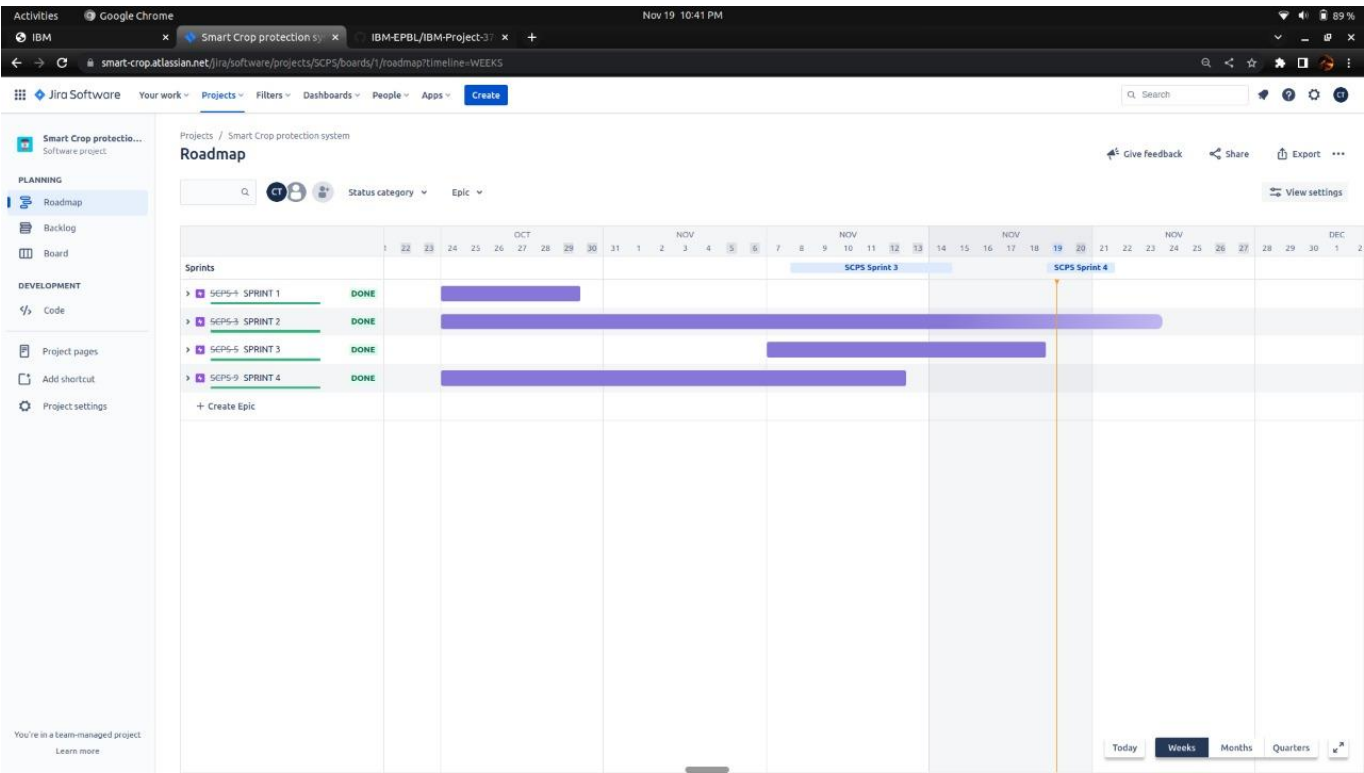 Activities Google Chrome Nov 19 10:41 PM 89 %
IBM Smart Crop protection sy IBM-EPBL/IBM-Project-37
smart-crop.atlassian.net/jira/software/projects/SCPS/boards/1/roadmap?timeline=WEEKS
Jira Software Your work Projects Filters Dashboards People Apps Create Search CT
Smart Crop protectio...
Software project
PLANNING
Roadmap
Backlog
Board
DEVELOPMENT
Code
Project pages
Add shortcut
Project settings
You're in a team-managed project
Learn more
Projects / Smart Crop protection system
Roadmap
Give feedback Share Export
CT Status category Epic View settings
OCT NOV NOV NOV NOV DEC
22 23 24 25 26 27 28 29 30 31 1 2 3 4 5 6 7 8 9 10 11 12 13 14 15 16 17 18 19 20 21 22 23 24 25 26 27 28 29 30 1 2
Sprints SCPS Sprint 3 SCPS Sprint 4
SCPS-1 SPRINT 1 DONE
SCPS-3 SPRINT 2 DONE
SCPS-5 SPRINT 3 DONE
SCPS-9 SPRINT 4 DONE
+ Create Epic
Today Weeks Months Quarters